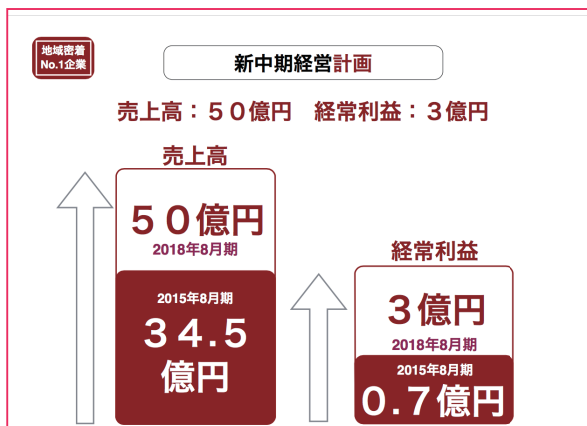 地域密着
No.1企業
新中期経営計画
売上高：５０億円　経常利益：３億円
売上高
５０億円
2018年8月期
2015年8月期
３４.５
億円
経常利益
３億円
2018年8月期
2015年8月期
０.７億円